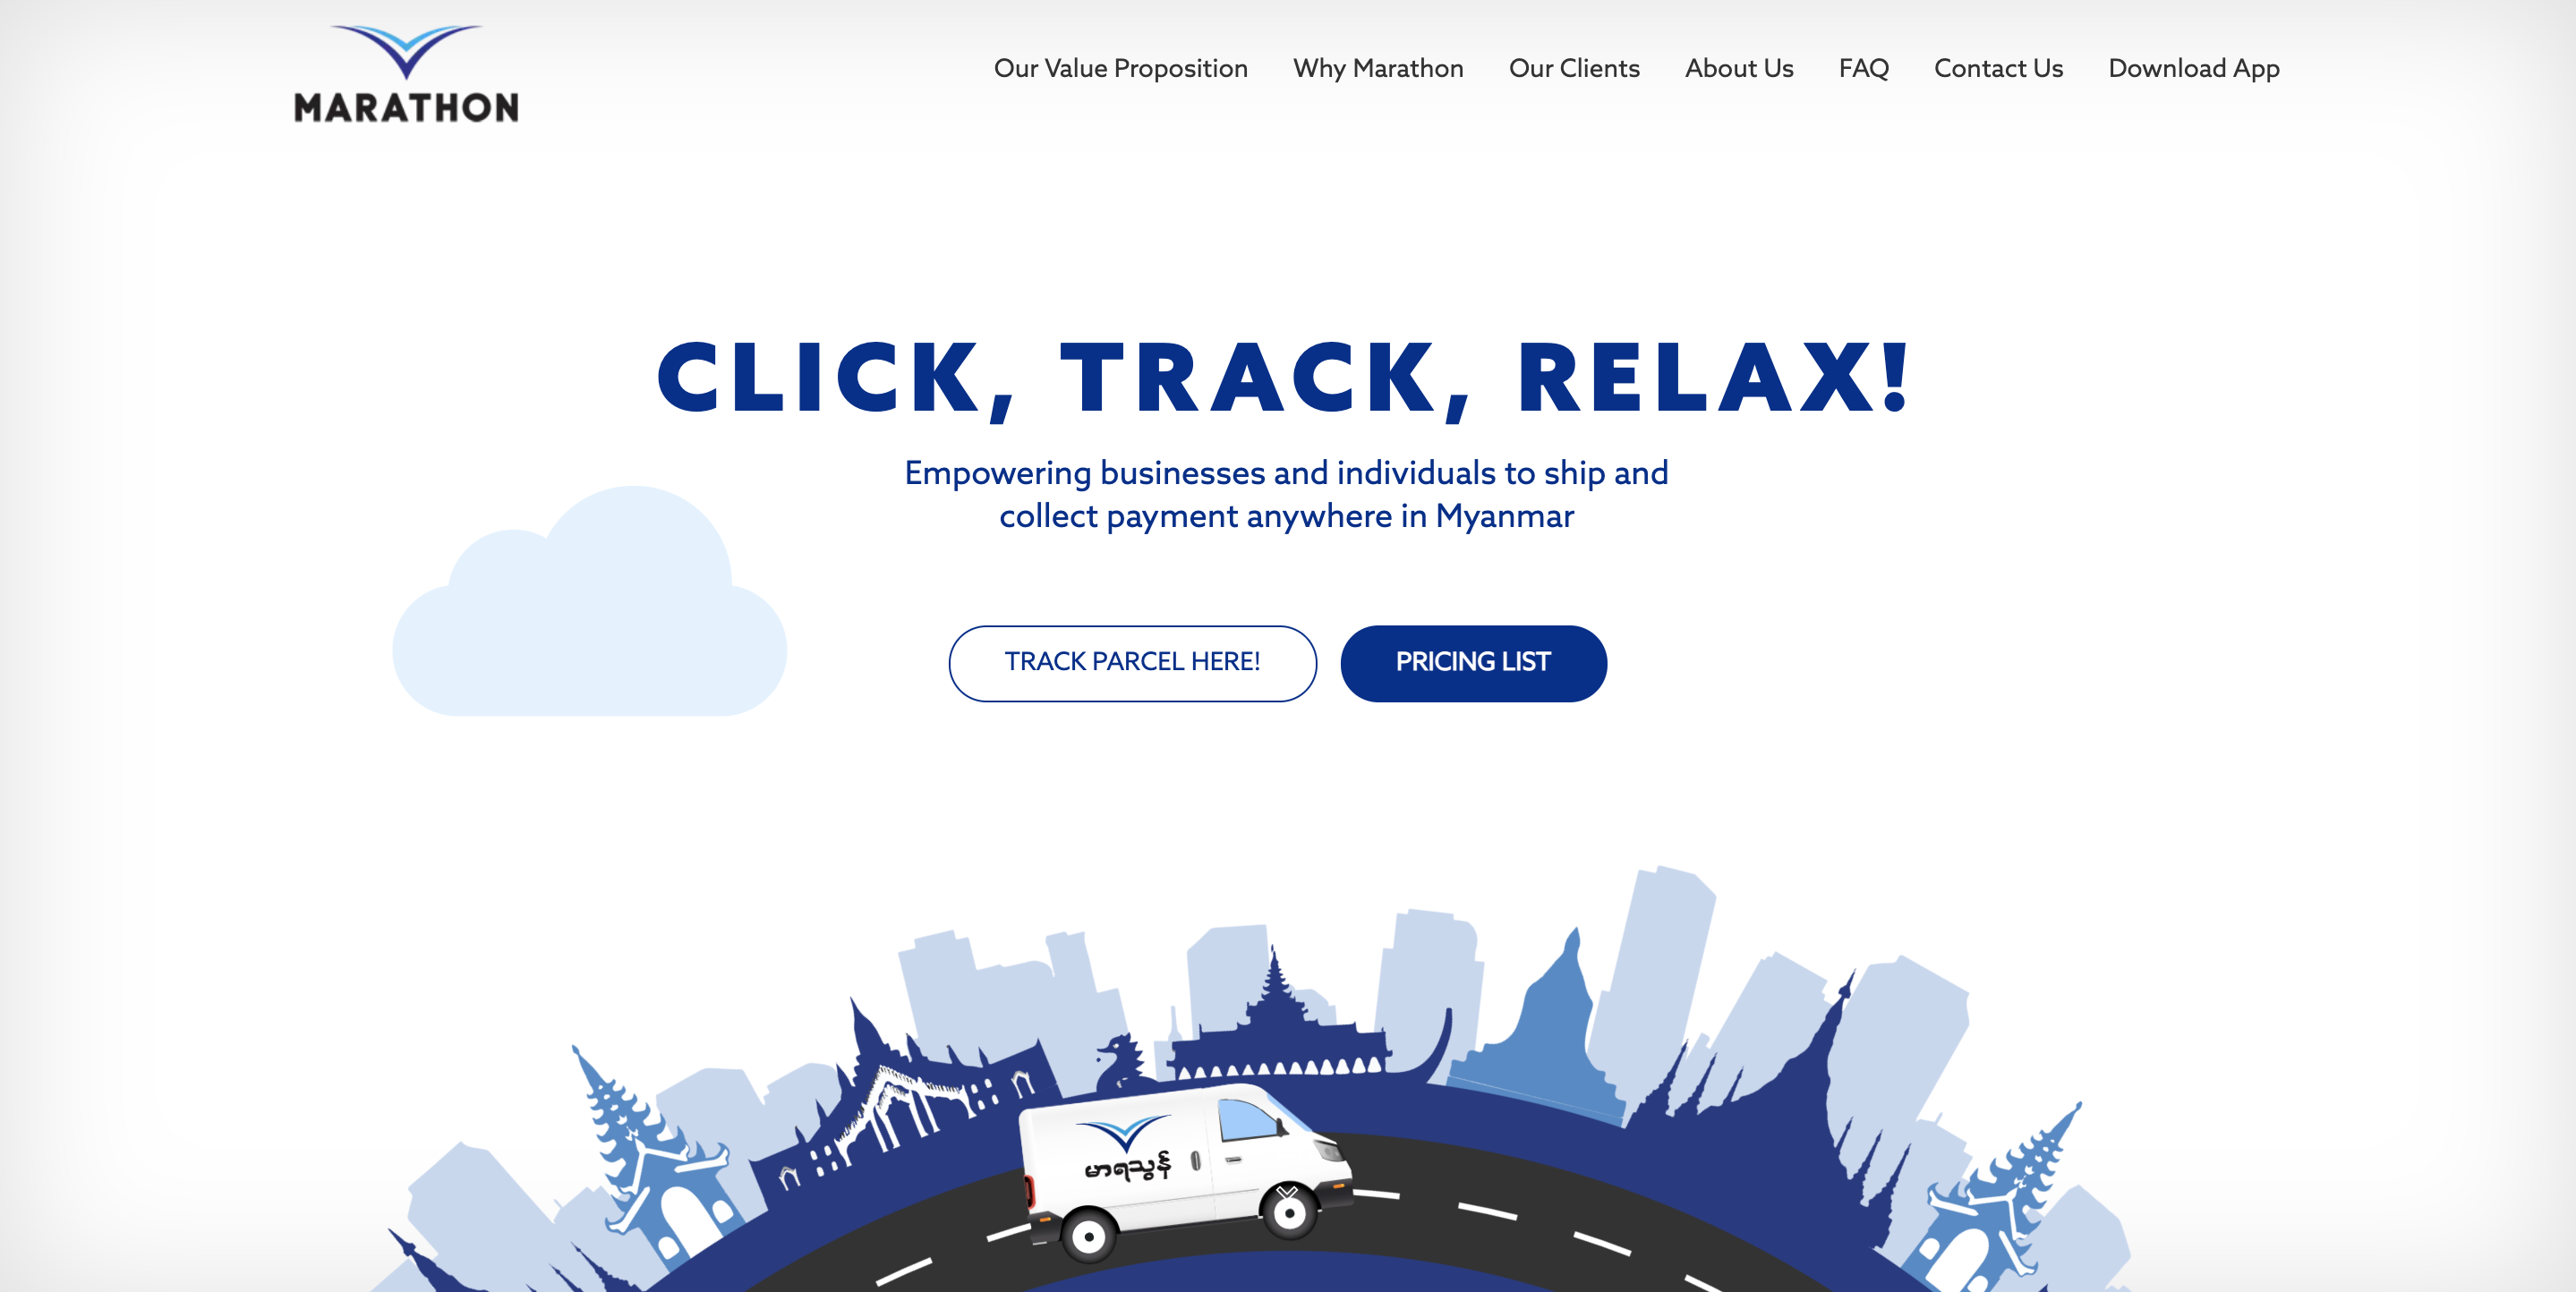 MARATHON
Our Value Proposition
Why Marathon
Our Clients
About Us
FAQ
Contact Us
Download App
CLICK, TRACK, RELAX!
Empowering businesses and individuals to ship and
collect payment anywhere in Myanmar
TRACK PARCEL HERE!
PRICING LIST
မာရသွန်